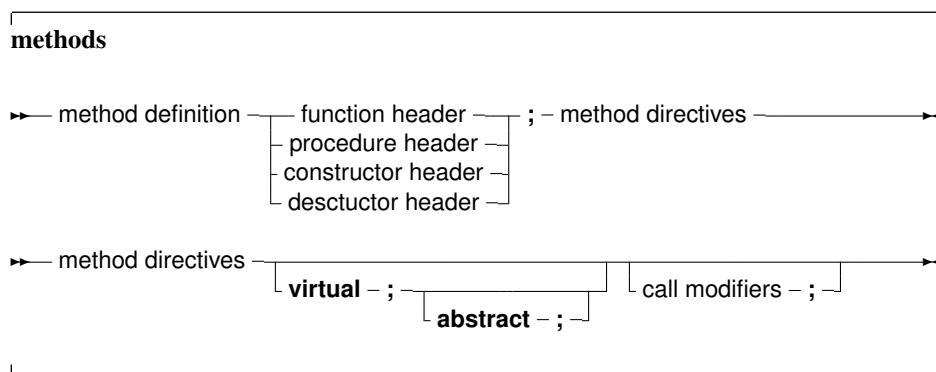 methods
method definition function header ; method directives
procedure header
constructor header
desctuctor header
method directives
virtual ; call modifiers ;
abstract ;